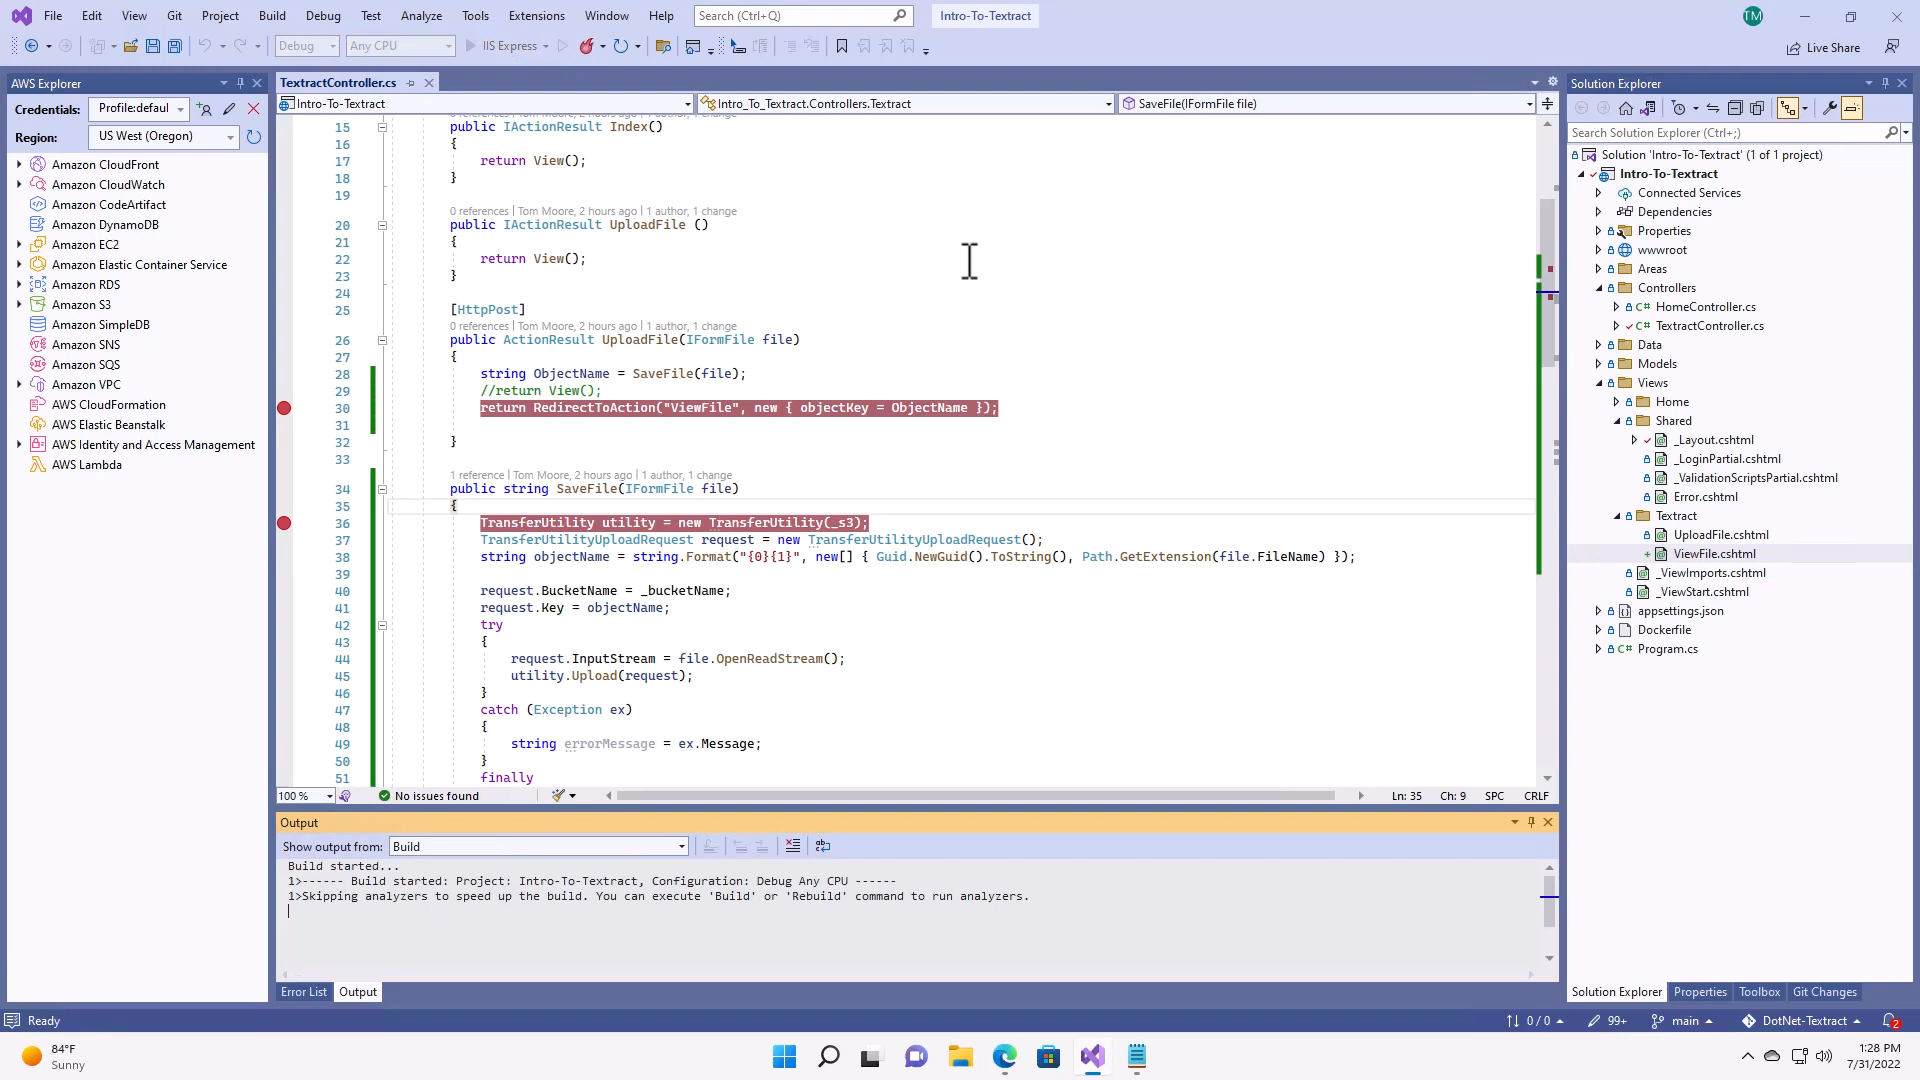 File Edit View Git Project Build Debug Test Analyze Tools Extensions Window Help Search (Ctrl+Q) Intro-To-Textract TM
Debug Any CPU IIS Express Live Share
AWS Explorer
Credentials: Profile:defaul
Region: US West (Oregon)
Amazon CloudFront
Amazon CloudWatch
Amazon CodeArtifact
Amazon DynamoDB
Amazon EC2
Amazon Elastic Container Service
Amazon RDS
Amazon S3
Amazon SimpleDB
Amazon SNS
Amazon SQS
Amazon VPC
AWS CloudFormation
AWS Elastic Beanstalk
AWS Identity and Access Management
AWS Lambda
TextractController.cs
Intro-To-Textract Intro_To_Textract.Controllers.Textract SaveFile(IFormFile file)
15 public IActionResult Index()
16 {
17 return View();
18 }
19
0 references | Tom Moore, 2 hours ago | 1 author, 1 change
20 public IActionResult UploadFile ()
21 {
22 return View();
23 }
24
25 [HttpPost]
0 references | Tom Moore, 2 hours ago | 1 author, 1 change
26 public ActionResult UploadFile(IFormFile file)
27 {
28 string ObjectName = SaveFile(file);
29 //return View();
30 return RedirectToAction("ViewFile", new { objectKey = ObjectName });
31
32 }
33
1 reference | Tom Moore, 2 hours ago | 1 author, 1 change
34 public string SaveFile(IFormFile file)
35 {
36 TransferUtility utility = new TransferUtility(_s3);
37 TransferUtilityUploadRequest request = new TransferUtilityUploadRequest();
38 string objectName = string.Format("{0}{1}", new[] { Guid.NewGuid().ToString(), Path.GetExtension(file.FileName) });
39
40 request.BucketName = _bucketName;
41 request.Key = objectName;
42 try
43 {
44 request.InputStream = file.OpenReadStream();
45 utility.Upload(request);
46 }
47 catch (Exception ex)
48 {
49 string errorMessage = ex.Message;
50 }
51 finally
100 % No issues found Ln: 35 Ch: 9 SPC CRLF
Output
Show output from: Build
Build started...
1>------ Build started: Project: Intro-To-Textract, Configuration: Debug Any CPU ------
1>Skipping analyzers to speed up the build. You can execute 'Build' or 'Rebuild' command to run analyzers.
Error List Output
Solution Explorer
Search Solution Explorer (Ctrl+;)
Solution 'Intro-To-Textract' (1 of 1 project)
Intro-To-Textract
Connected Services
Dependencies
Properties
wwwroot
Areas
Controllers
C# HomeController.cs
C# TextractController.cs
Data
Models
Views
Home
Shared
_Layout.cshtml
_LoginPartial.cshtml
_ValidationScriptsPartial.cshtml
Error.cshtml
Textract
UploadFile.cshtml
ViewFile.cshtml
_ViewImports.cshtml
_ViewStart.cshtml
appsettings.json
Dockerfile
C# Program.cs
Solution Explorer Properties Toolbox Git Changes
Ready 0 / 0 99+ main DotNet-Textract 2
84°F
Sunny
1:28 PM
7/31/2022